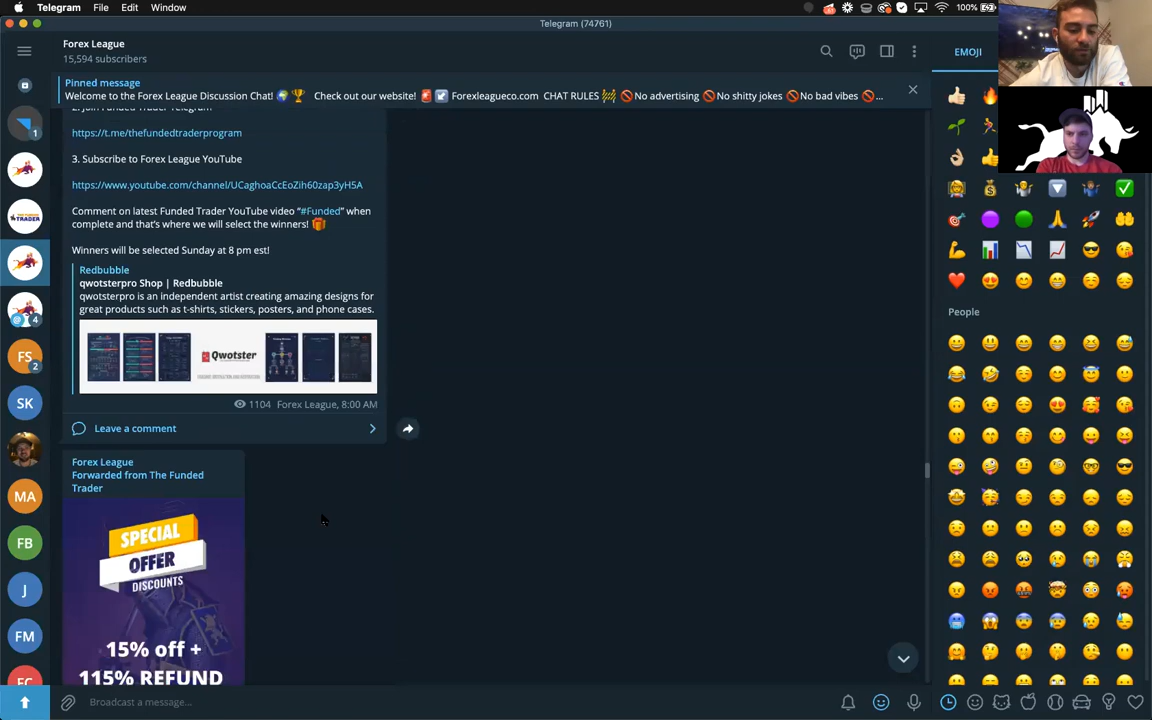 Telegram File Edit Window 100%
Telegram (74761)
Forex League
15,594 subscribers
EMOJI
Pinned message
Welcome to the Forex League Discussion Chat! 🌍🏆 Check out our website! 🚨↙️ Forexleagueco.com CHAT RULES 🚧 🚫No advertising 🚫No shitty jokes 🚫No bad vibes 🚫...
https://t.me/thefundedtraderprogram
3. Subscribe to Forex League YouTube
https://www.youtube.com/channel/UCaghoaCcEoZih60zap3yH5A
Comment on latest Funded Trader YouTube video "#Funded" when
complete and that's where we will select the winners! 🎁
Winners will be selected Sunday at 8 pm est!
Redbubble
qwotsterpro Shop | Redbubble
qwotsterpro is an independent artist creating amazing designs for
great products such as t-shirts, stickers, posters, and phone cases.
Qwotster
1104 Forex League, 8:00 AM
Leave a comment
Forex League
Forwarded from The Funded
Trader
SPECIAL
OFFER
DISCOUNTS
15% off +
115% REFUND
Broadcast a message...
1
4
FS
2
SK
MA
FB
J
FM
FC
People